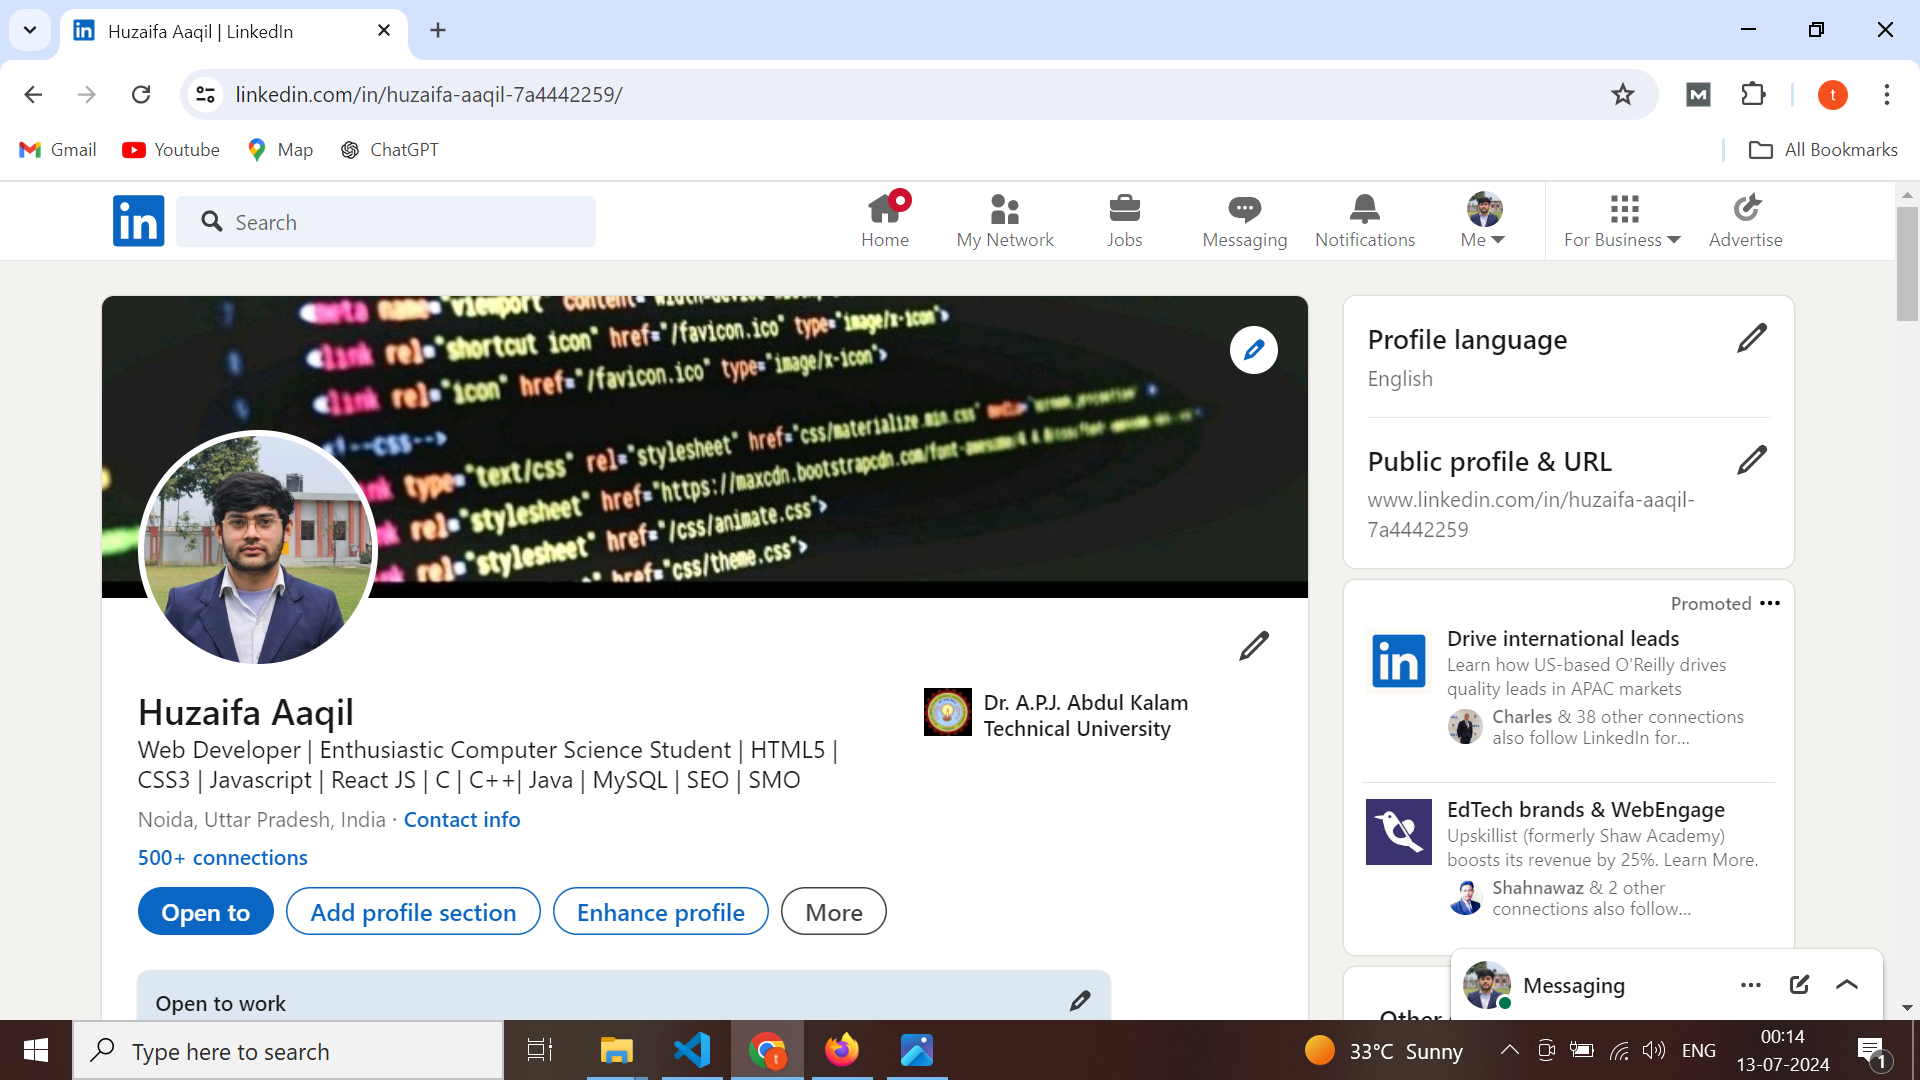 Huzaifa Aaqil | LinkedIn
linkedin.com/in/huzaifa-aaqil-7a4442259/
t
Gmail
Youtube
Map
ChatGPT
All Bookmarks
in
Search
Home
My Network
Jobs
Messaging
Notifications
Me
For Business
Advertise
<meta name="viewport" content=
<link rel="shortcut icon" href="/favicon.ico" type="image/x-icon">
<link rel="icon" href="/favicon.ico" type="image/x-icon">
<!--css-->
type="text/css" rel="stylesheet" href="css/materialize.min.css"
rel="stylesheet" href="https://maxcdn.bootstrapcdn.com/font-awesome/
rel="stylesheet" href="/css/animate.css">
rel="stylesheet" href="css/theme.css">
Huzaifa Aaqil
Web Developer | Enthusiastic Computer Science Student | HTML5 |
CSS3 | Javascript | React JS | C | C++| Java | MySQL | SEO | SMO
Noida, Uttar Pradesh, India · Contact info
500+ connections
Dr. A.P.J. Abdul Kalam
Technical University
Open to
Add profile section
Enhance profile
More
Open to work
Profile language
English
Public profile & URL
www.linkedin.com/in/huzaifa-aaqil-
7a4442259
Promoted
in
Drive international leads
Learn how US-based O'Reilly drives
quality leads in APAC markets
Charles & 38 other connections
also follow LinkedIn for...
EdTech brands & WebEngage
Upskillist (formerly Shaw Academy)
boosts its revenue by 25%. Learn More.
Shahnawaz & 2 other
connections also follow...
Other
Messaging
Type here to search
t
33°C Sunny
ENG
00:14
13-07-2024
1